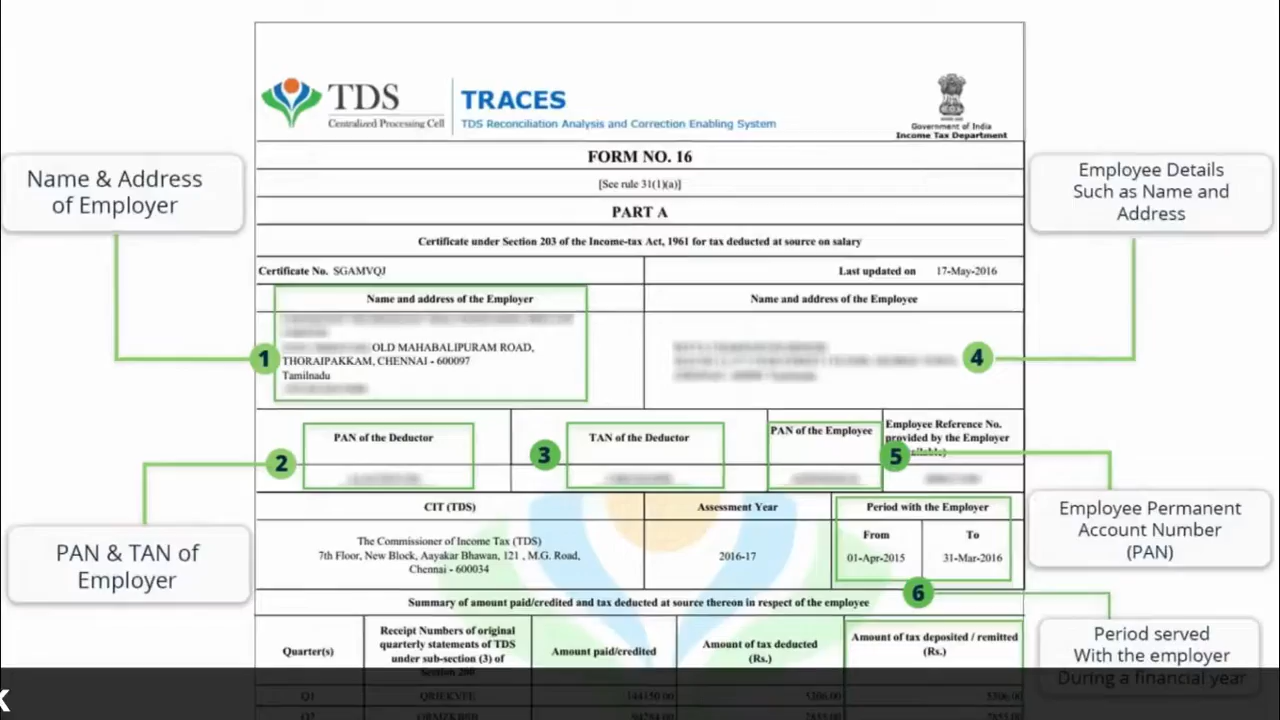 TDS
Centralized Processing Cell
TRACES
TDS Reconciliation Analysis and Correction Enabling System
Government of India
Income Tax Department
FORM NO. 16
[See rule 31(1)(a)]
PART A
Certificate under Section 203 of the Income-tax Act, 1961 for tax deducted at source on salary
Certificate No. SGAMVQJ
Last updated on 17-May-2016
Name & Address
of Employer
Employee Details
Such as Name and
Address
Name and address of the Employer
Name and address of the Employee
OLD MAHABALIPURAM ROAD,
THORAIPAKKAM, CHENNAI - 600097
Tamilnadu
1
4
PAN of the Deductor
TAN of the Deductor
PAN of the Employee
Employee Reference No.
provided by the Employer
2
3
5
PAN & TAN of
Employer
Employee Permanent
Account Number
(PAN)
CIT (TDS)
Assessment Year
Period with the Employer
From
To
The Commissioner of Income Tax (TDS)
7th Floor, New Block, Aayakar Bhawan, 121 , M.G. Road,
Chennai - 600034
2016-17
01-Apr-2015
31-Mar-2016
6
Period served
With the employer
During a financial year
Summary of amount paid/credited and tax deducted at source thereon in respect of the employee
Quarter(s)
Receipt Numbers of original
quarterly statements of TDS
under sub-section (3) of
Amount paid/credited
Amount of tax deducted
(Rs.)
Amount of tax deposited / remitted
(Rs.)
Q1
144150.00
5306.00
5306.00